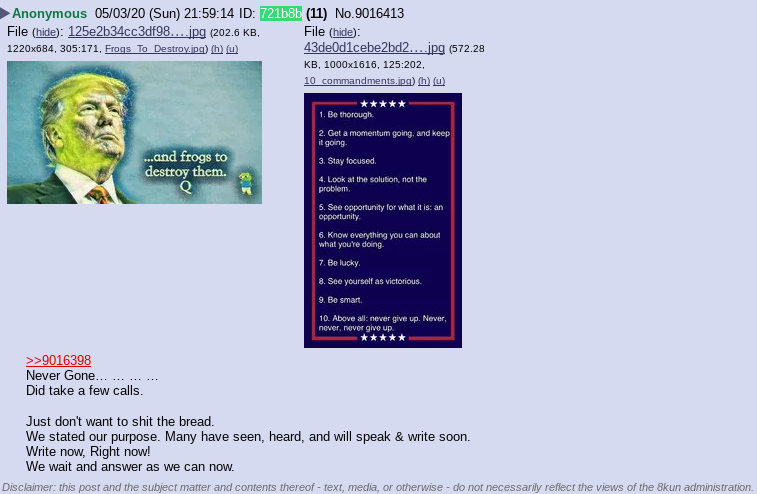 Anonymous 05/03/20 (Sun) 21:59:14 ID: 721b8b (11) No.9016413
File (hide): 125e2b34cc3df98….jpg (202.6 KB,
1220x684, 305:171, Frogs_To_Destroy.jpg) (h) (u)
...and frogs to
destroy them.
Q
File (hide):
43de0d1cebe2bd2….jpg (572.28
KB, 1000x1616, 125:202,
10_commandments.jpg) (h) (u)
1. Be thorough.
2. Get a momentum going, and keep
it going.
3. Stay focused.
4. Look at the solution, not the
problem.
5. See opportunity for what it is: an
opportunity.
6. Know everything you can about
what you're doing.
7. Be lucky.
8. See yourself as victorious.
9. Be smart.
10. Above all: never give up. Never,
never, never give up.
>>9016398
Never Gone… … … …
Did take a few calls.
Just don't want to shit the bread.
We stated our purpose. Many have seen, heard, and will speak & write soon.
Write now, Right now!
We wait and answer as we can now.
Disclaimer: this post and the subject matter and contents thereof - text, media, or otherwise - do not necessarily reflect the views of the 8kun administration.